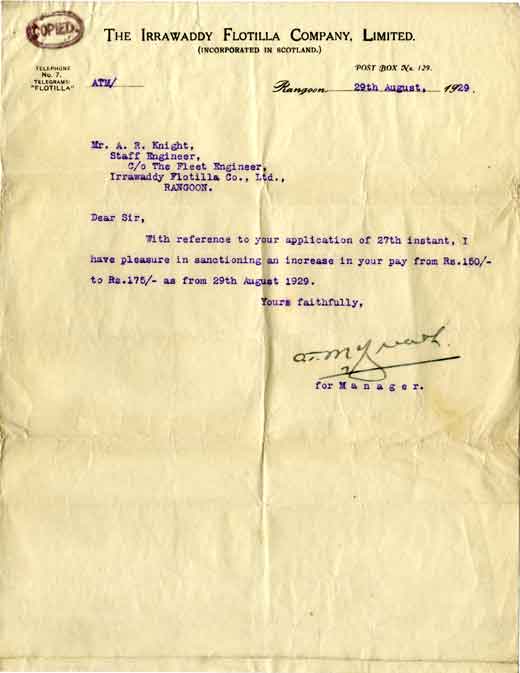 COPIED.
THE IRRAWADDY FLOTILLA COMPANY, LIMITED.
(INCORPORATED IN SCOTLAND.)
TELEPHONE
No. 7.
TELEGRAMS:
"FLOTILLA"
POST BOX No. 129.
ATM/
Rangoon 29th August, 1929.
Mr. A. R. Knight,
Staff Engineer,
C/o The Fleet Engineer,
Irrawaddy Flotilla Co., Ltd.,
RANGOON.
Dear Sir,
With reference to your application of 27th instant, I
have pleasure in sanctioning an increase in your pay from Rs.150/-
to Rs.175/- as from 29th August 1929.
Yours faithfully,
for M a n a g e r.